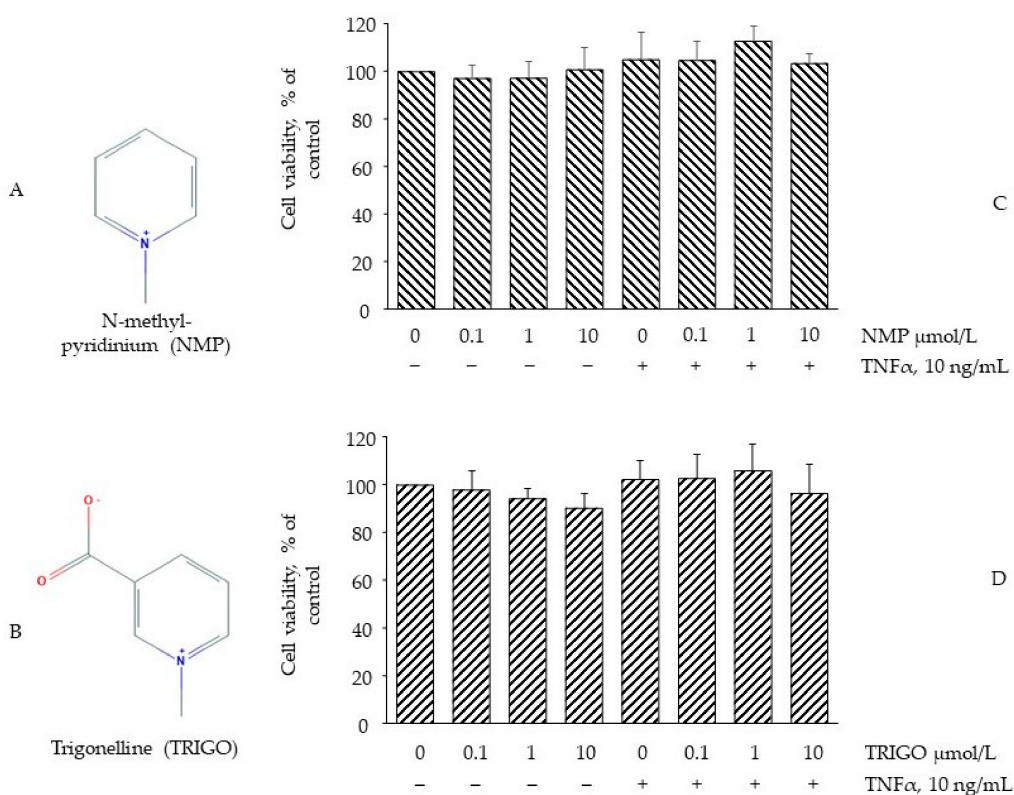 A
N⁺
N-methyl-
pyridinium (NMP)
Cell viability, % of
control
120
100
80
60
40
20
0
0 0.1 1 10 0 0.1 1 10 NMP μmol/L
– – – – + + + + TNFα, 10 ng/mL
C
B
O⁻
O
N⁺
Trigonelline (TRIGO)
Cell viability, % of
control
120
100
80
60
40
20
0
0 0.1 1 10 0 0.1 1 10 TRIGO μmol/L
– – – – + + + + TNFα, 10 ng/mL
D